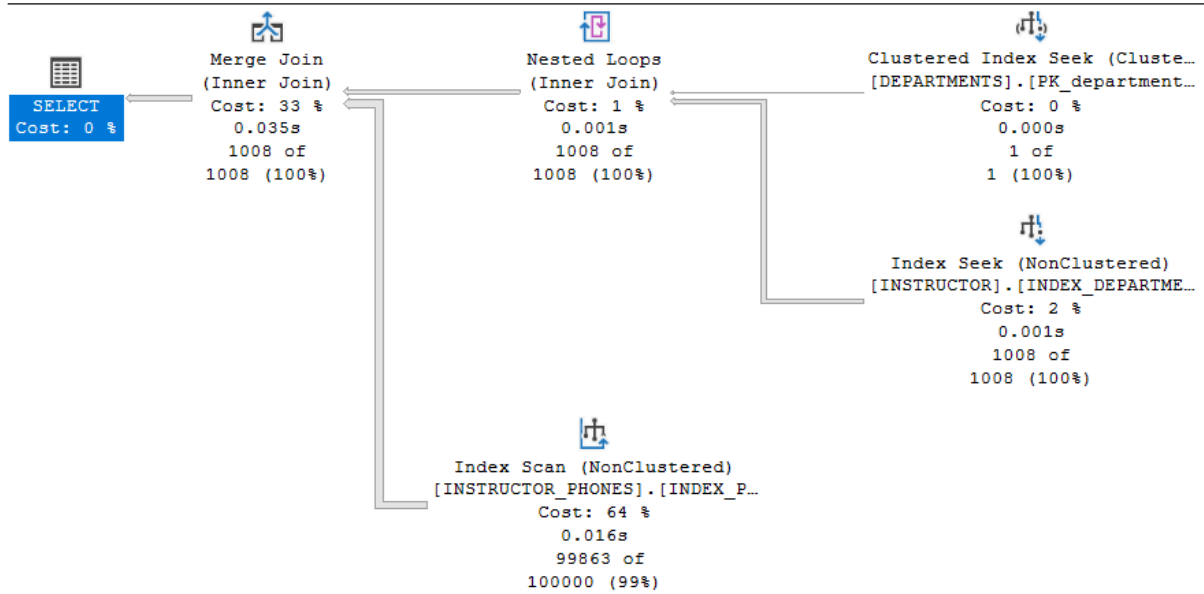 SELECT
Cost: 0 %
Merge Join
(Inner Join)
Cost: 33 %
0.035s
1008 of
1008 (100%)
Nested Loops
(Inner Join)
Cost: 1 %
0.001s
1008 of
1008 (100%)
Clustered Index Seek (Cluste…
[DEPARTMENTS].[PK_department…
Cost: 0 %
0.000s
1 of
1 (100%)
Index Seek (NonClustered)
[INSTRUCTOR].[INDEX_DEPARTME…
Cost: 2 %
0.001s
1008 of
1008 (100%)
Index Scan (NonClustered)
[INSTRUCTOR_PHONES].[INDEX_P…
Cost: 64 %
0.016s
99863 of
100000 (99%)